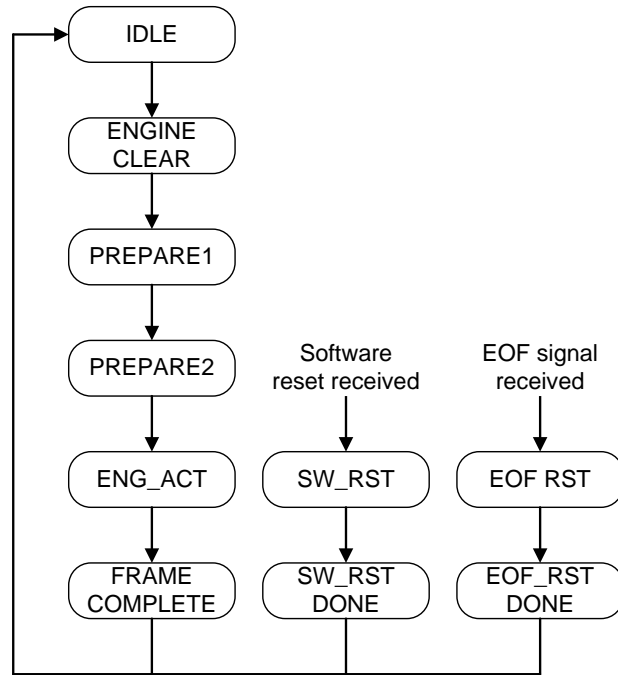 IDLE
ENGINE
CLEAR
PREPARE1
PREPARE2
Software
reset received
EOF signal
received
ENG_ACT
SW_RST
EOF RST
FRAME
COMPLETE
SW_RST
DONE
EOF_RST
DONE